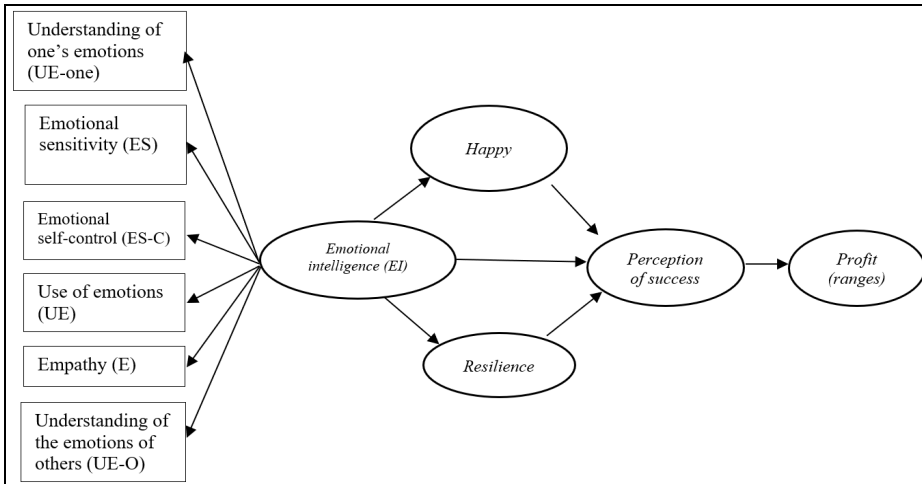 Understanding of
one’s emotions
(UE-one)
Emotional
sensitivity (ES)
Emotional
self-control (ES-C)
Use of emotions
(UE)
Empathy (E)
Understanding of
the emotions of
others (UE-O)
Emotional
intelligence (EI)
Happy
Resilience
Perception
of success
Profit
(ranges)